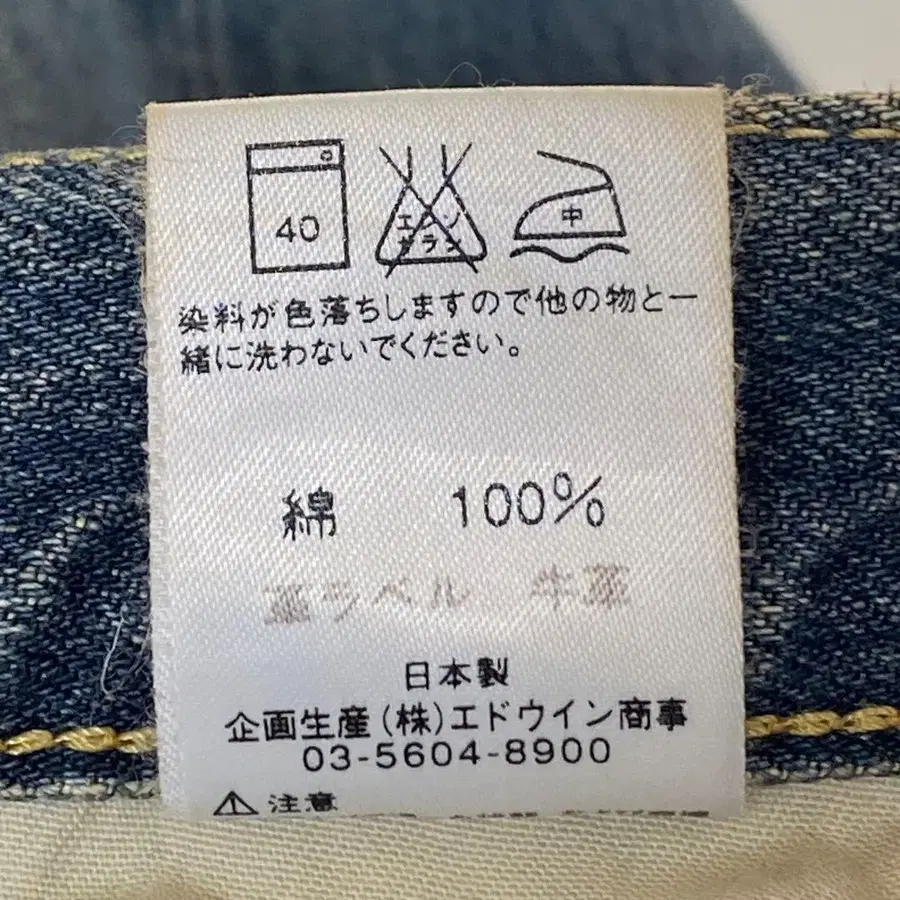 40
エンソ
サラン
中
染料が色落ちしますので他の物と一
緒に洗わないでください。
綿 100%
革ラベル 牛革
日本製
企画生産(株)エドウイン商事
03-5604-8900
注意